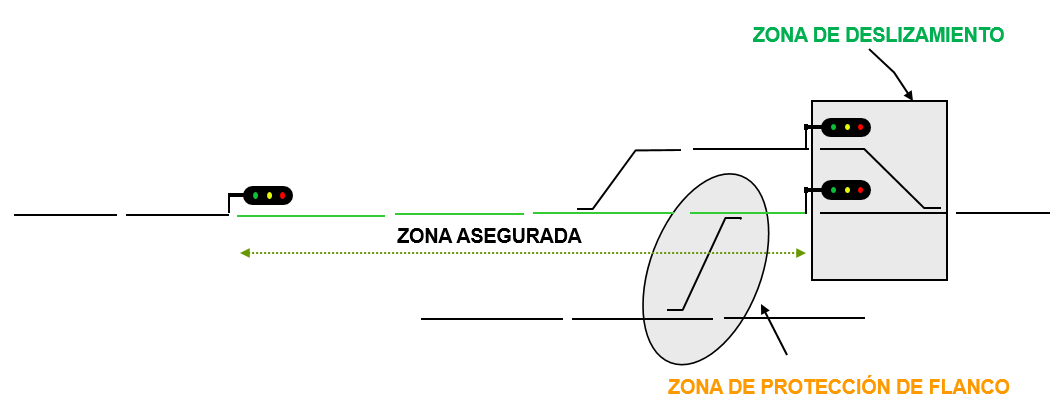 ZONA DE DESLIZAMIENTO
ZONA ASEGURADA
ZONA DE PROTECCIÓN DE FLANCO